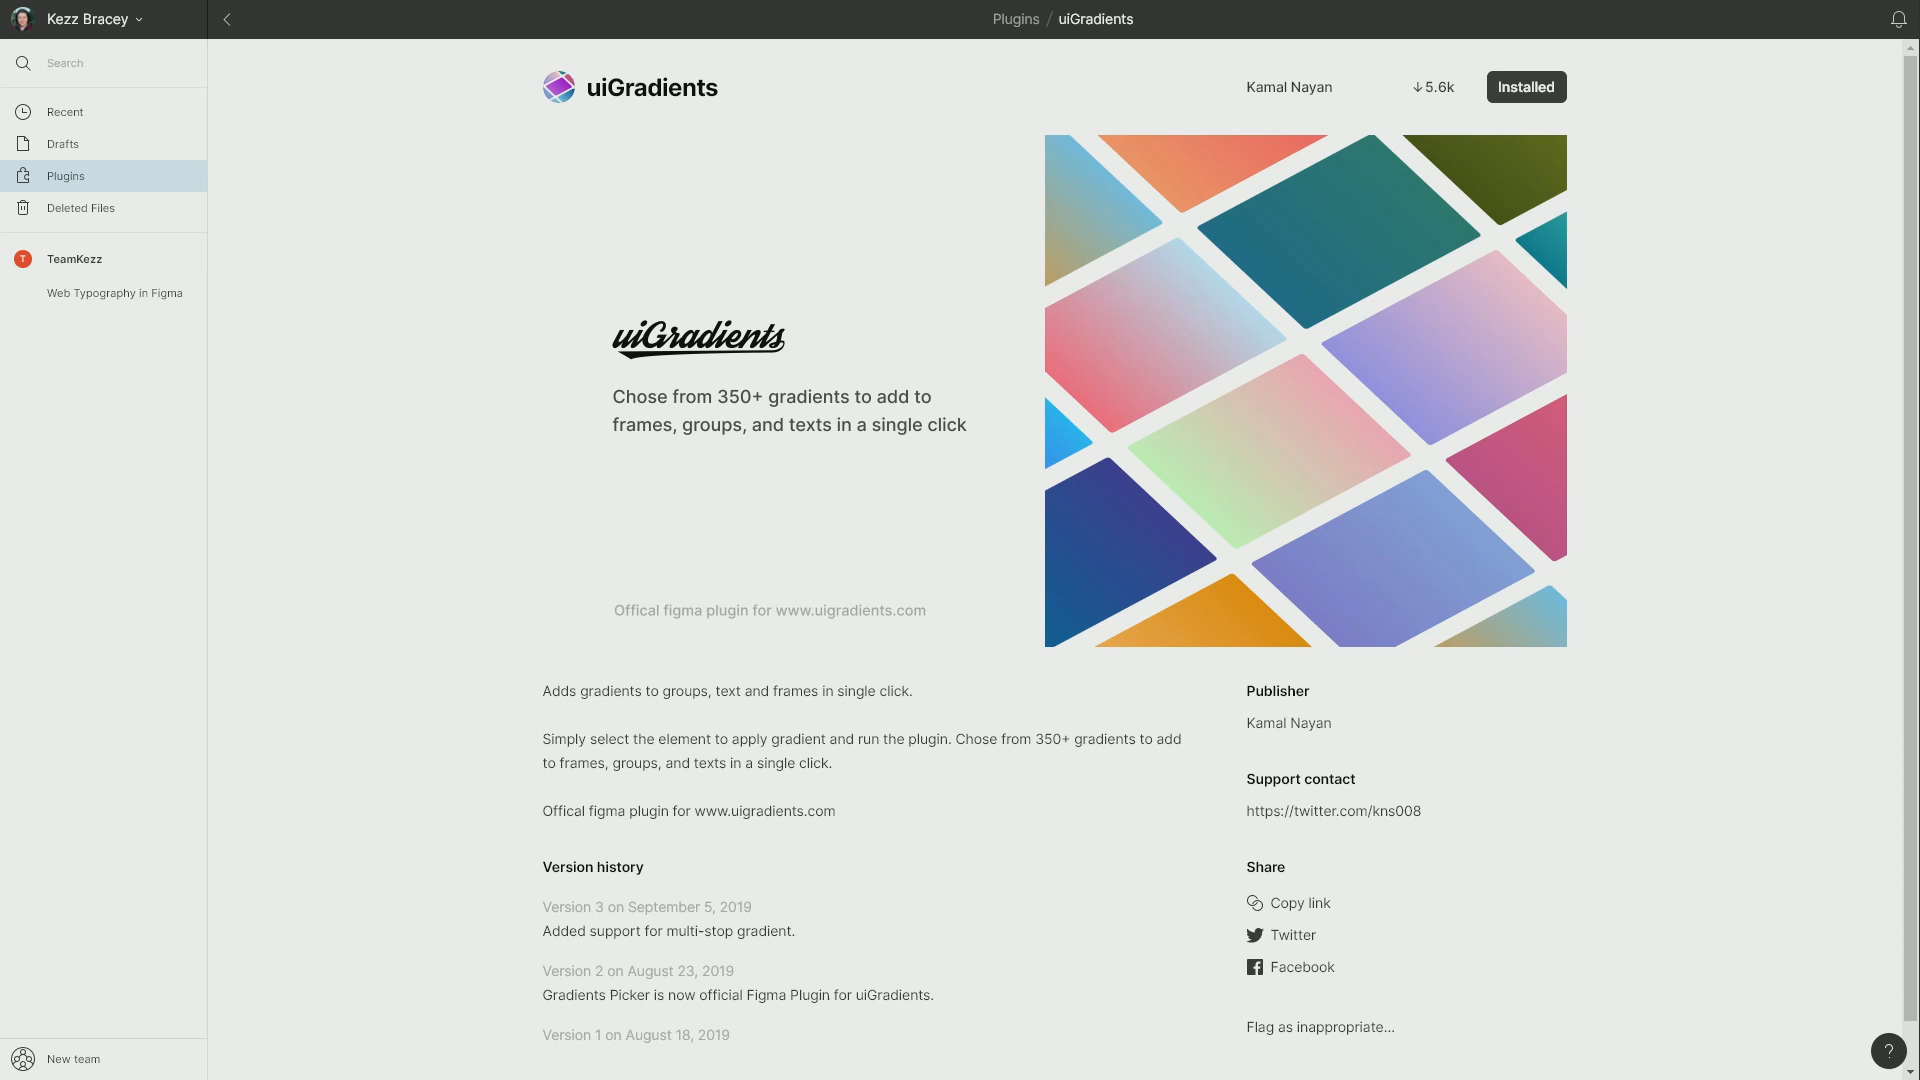 Kezz Bracey
Plugins / uiGradients
Search
Recent
Drafts
Plugins
Deleted Files
T TeamKezz
Web Typography in Figma
New team
uiGradients
Kamal Nayan
↓ 5.6k
Installed
uiGradients
Chose from 350+ gradients to add to
frames, groups, and texts in a single click
Offical figma plugin for www.uigradients.com
Adds gradients to groups, text and frames in single click.
Simply select the element to apply gradient and run the plugin. Chose from 350+ gradients to add
to frames, groups, and texts in a single click.
Offical figma plugin for www.uigradients.com
Version history
Version 3 on September 5, 2019
Added support for multi-stop gradient.
Version 2 on August 23, 2019
Gradients Picker is now official Figma Plugin for uiGradients.
Version 1 on August 18, 2019
Publisher
Kamal Nayan
Support contact
https://twitter.com/kns008
Share
Copy link
Twitter
Facebook
Flag as inappropriate...
?